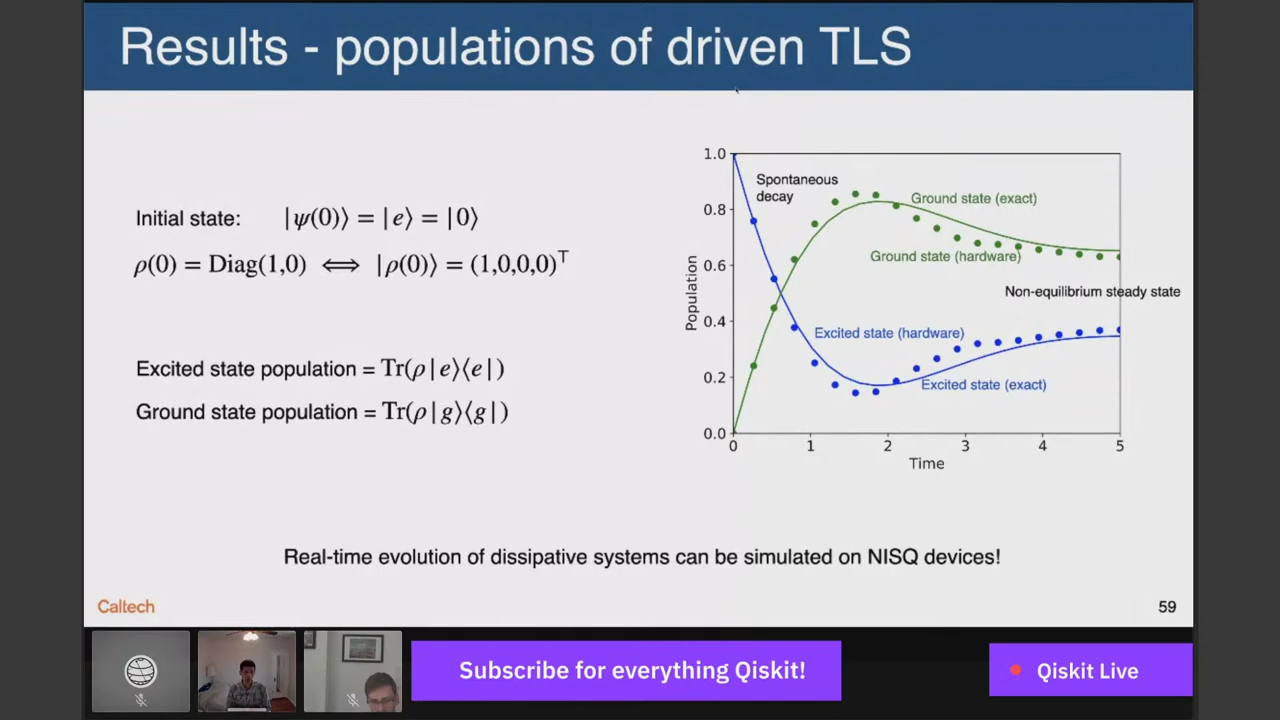 Results - populations of driven TLS
Initial state: |ψ(0)⟩ = |e⟩ = |0⟩
ρ(0) = Diag(1,0) ⟺ |ρ(0)⟩ = (1,0,0,0)⊤
Excited state population = Tr(ρ|e⟩⟨e|)
Ground state population = Tr(ρ|g⟩⟨g|)
1.0
0.8
0.6
0.4
0.2
0.0
Population
Spontaneous
decay
Ground state (exact)
Ground state (hardware)
Non-equilibrium steady state
Excited state (hardware)
Excited state (exact)
0 1 2 3 4 5
Time
Real-time evolution of dissipative systems can be simulated on NISQ devices!
Caltech
59
Subscribe for everything Qiskit!
Qiskit Live